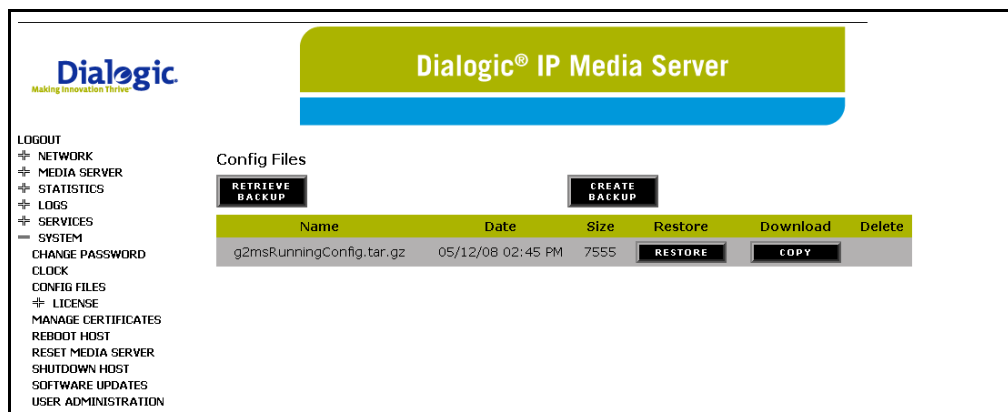 Dialogic.
Making Innovation Thrive™
Dialogic® IP Media Server
LOGOUT
NETWORK
MEDIA SERVER
STATISTICS
LOGS
SERVICES
SYSTEM
CHANGE PASSWORD
CLOCK
CONFIG FILES
LICENSE
MANAGE CERTIFICATES
REBOOT HOST
RESET MEDIA SERVER
SHUTDOWN HOST
SOFTWARE UPDATES
USER ADMINISTRATION
Config Files
RETRIEVE
BACKUP
CREATE
BACKUP
Name Date Size Restore Download Delete
g2msRunningConfig.tar.gz 05/12/08 02:45 PM 7555 RESTORE COPY